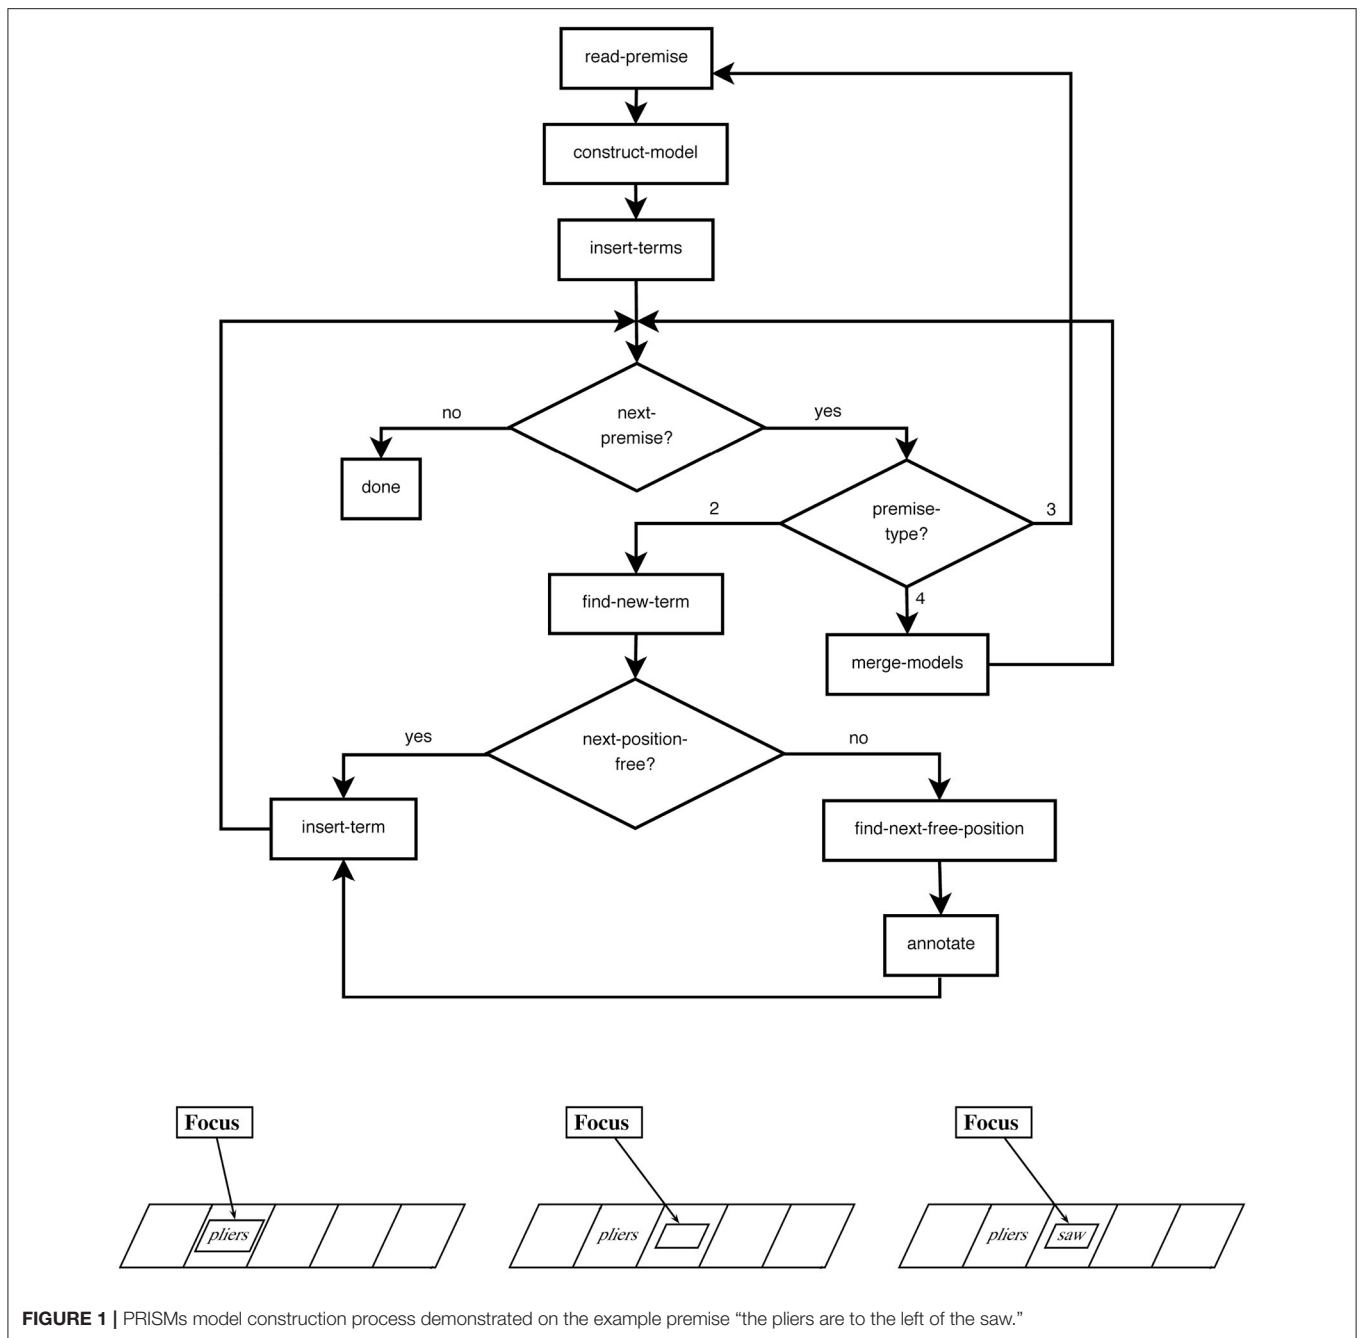 read-premise
construct-model
insert-terms
next-
premise?
no
yes
done
premise-
type?
2
3
4
find-new-term
merge-models
next-position-
free?
yes
no
insert-term
find-next-free-position
annotate
Focus
Focus
Focus
pliers
pliers
pliers
saw
FIGURE 1 | PRISMs model construction process demonstrated on the example premise “the pliers are to the left of the saw.”